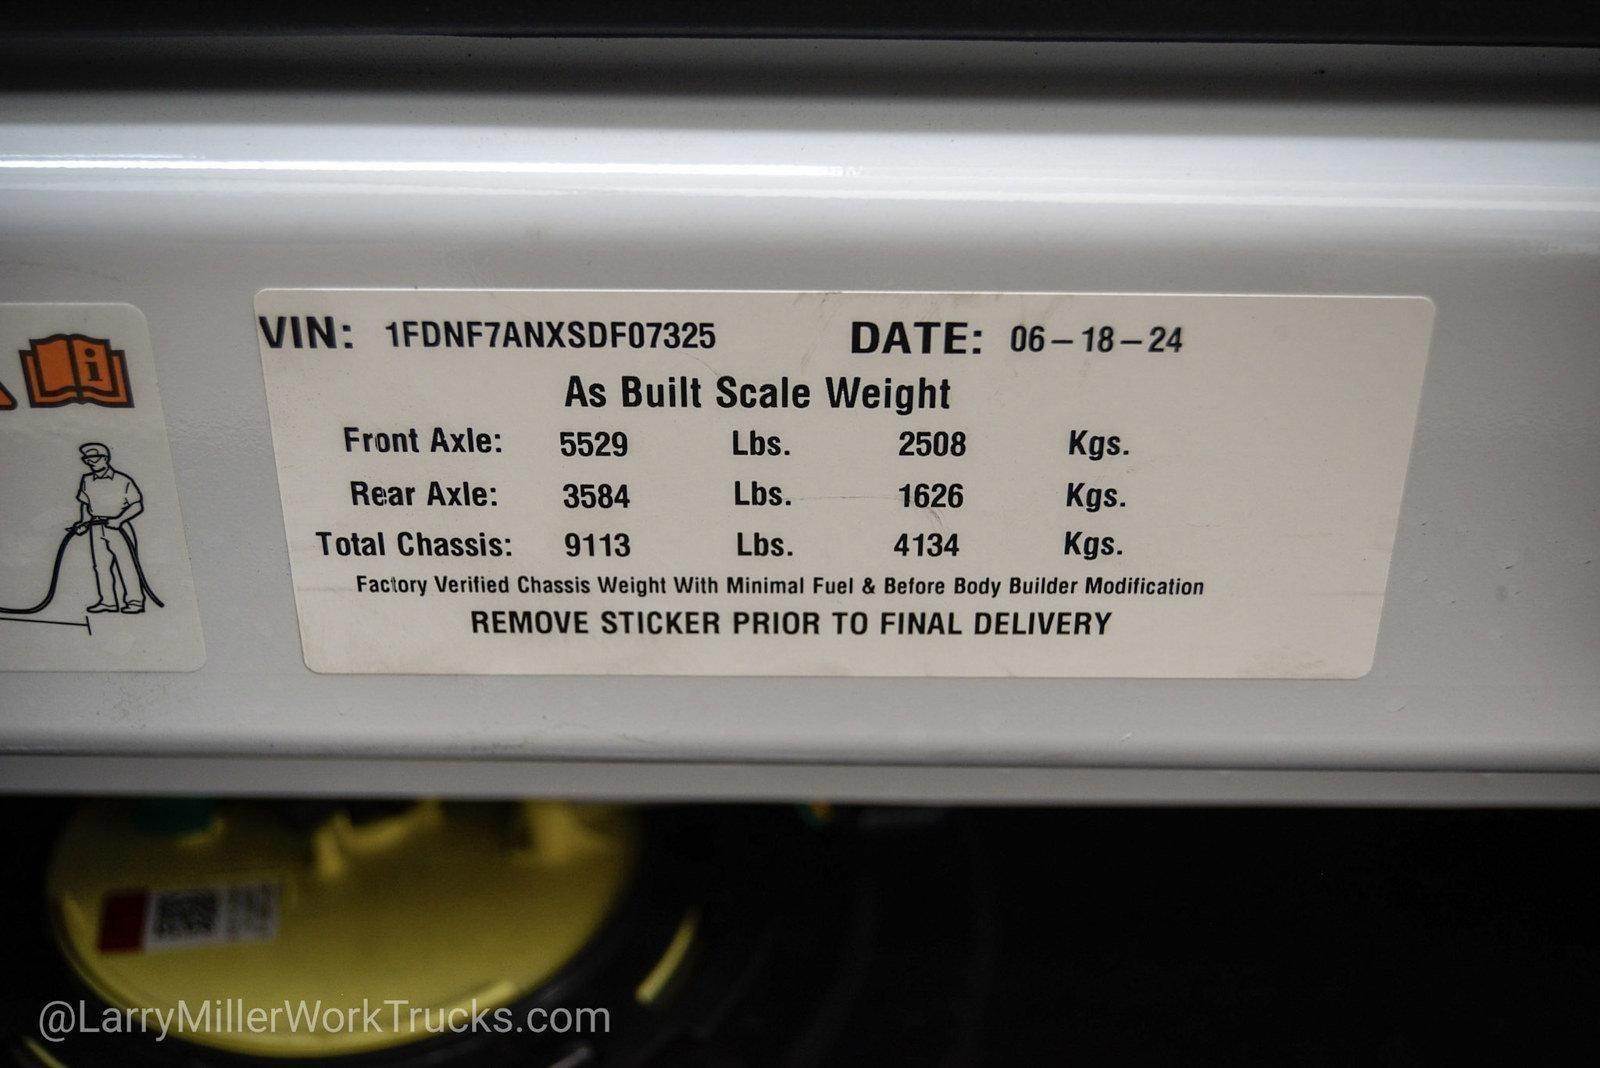 VIN: 1FDNF7ANXSDF07325 DATE: 06-18-24
As Built Scale Weight
Front Axle: 5529 Lbs. 2508 Kgs.
Rear Axle: 3584 Lbs. 1626 Kgs.
Total Chassis: 9113 Lbs. 4134 Kgs.
Factory Verified Chassis Weight With Minimal Fuel & Before Body Builder Modification
REMOVE STICKER PRIOR TO FINAL DELIVERY
@LarryMillerWorkTrucks.com